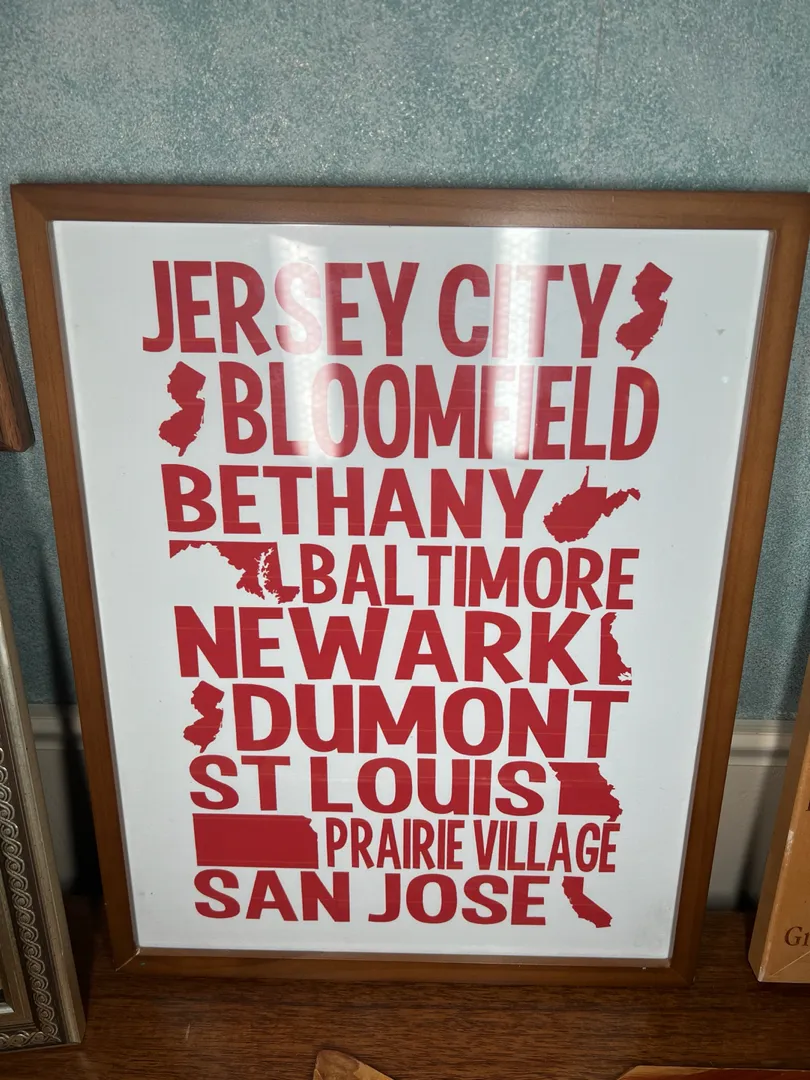 JERSEY CITY
BLOOMFIELD
BETHANY
BALTIMORE
NEWARK
DUMONT
ST LOUIS
PRAIRIE VILLAGE
SAN JOSE